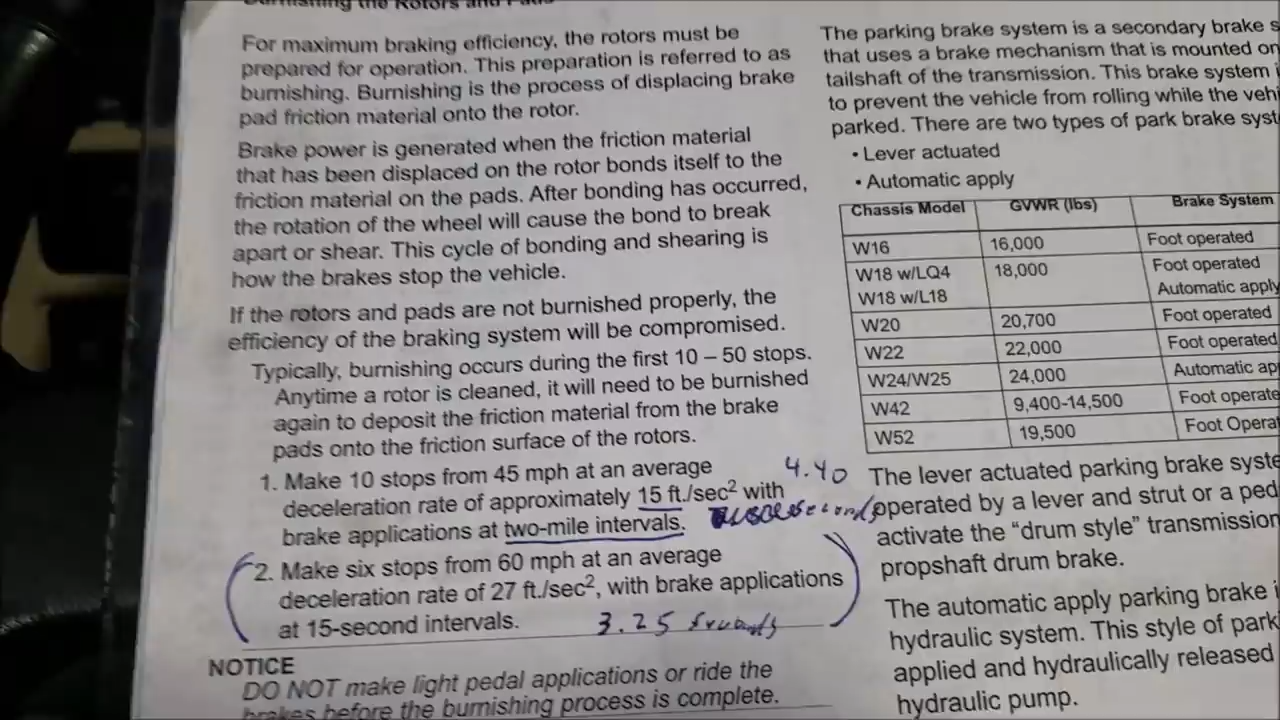 Burnishing the Rotors and Pads
For maximum braking efficiency, the rotors must be
prepared for operation. This preparation is referred to as
burnishing. Burnishing is the process of displacing brake
pad friction material onto the rotor.
Brake power is generated when the friction material
that has been displaced on the rotor bonds itself to the
friction material on the pads. After bonding has occurred,
the rotation of the wheel will cause the bond to break
apart or shear. This cycle of bonding and shearing is
how the brakes stop the vehicle.
If the rotors and pads are not burnished properly, the
efficiency of the braking system will be compromised.
Typically, burnishing occurs during the first 10 – 50 stops.
Anytime a rotor is cleaned, it will need to be burnished
again to deposit the friction material from the brake
pads onto the friction surface of the rotors.
1. Make 10 stops from 45 mph at an average
deceleration rate of approximately 15 ft./sec² with
brake applications at two-mile intervals.
4.40
seconds
2. Make six stops from 60 mph at an average
deceleration rate of 27 ft./sec², with brake applications
at 15-second intervals.
3.25 seconds
NOTICE
DO NOT make light pedal applications or ride the
brakes before the burnishing process is complete.
The parking brake system is a secondary brake s
that uses a brake mechanism that is mounted on
tailshaft of the transmission. This brake system i
to prevent the vehicle from rolling while the vehi
parked. There are two types of park brake syst
• Lever actuated
• Automatic apply
Chassis Model GVWR (lbs) Brake System
W16 16,000 Foot operated
W18 w/LQ4 18,000 Foot operated
W18 w/L18 Automatic apply
W20 20,700 Foot operated
W22 22,000 Foot operated
W24/W25 24,000 Automatic ap
W42 9,400-14,500 Foot operate
W52 19,500 Foot Opera
The lever actuated parking brake syste
operated by a lever and strut or a ped
activate the “drum style” transmission
propshaft drum brake.
The automatic apply parking brake i
hydraulic system. This style of park
applied and hydraulically released
hydraulic pump.